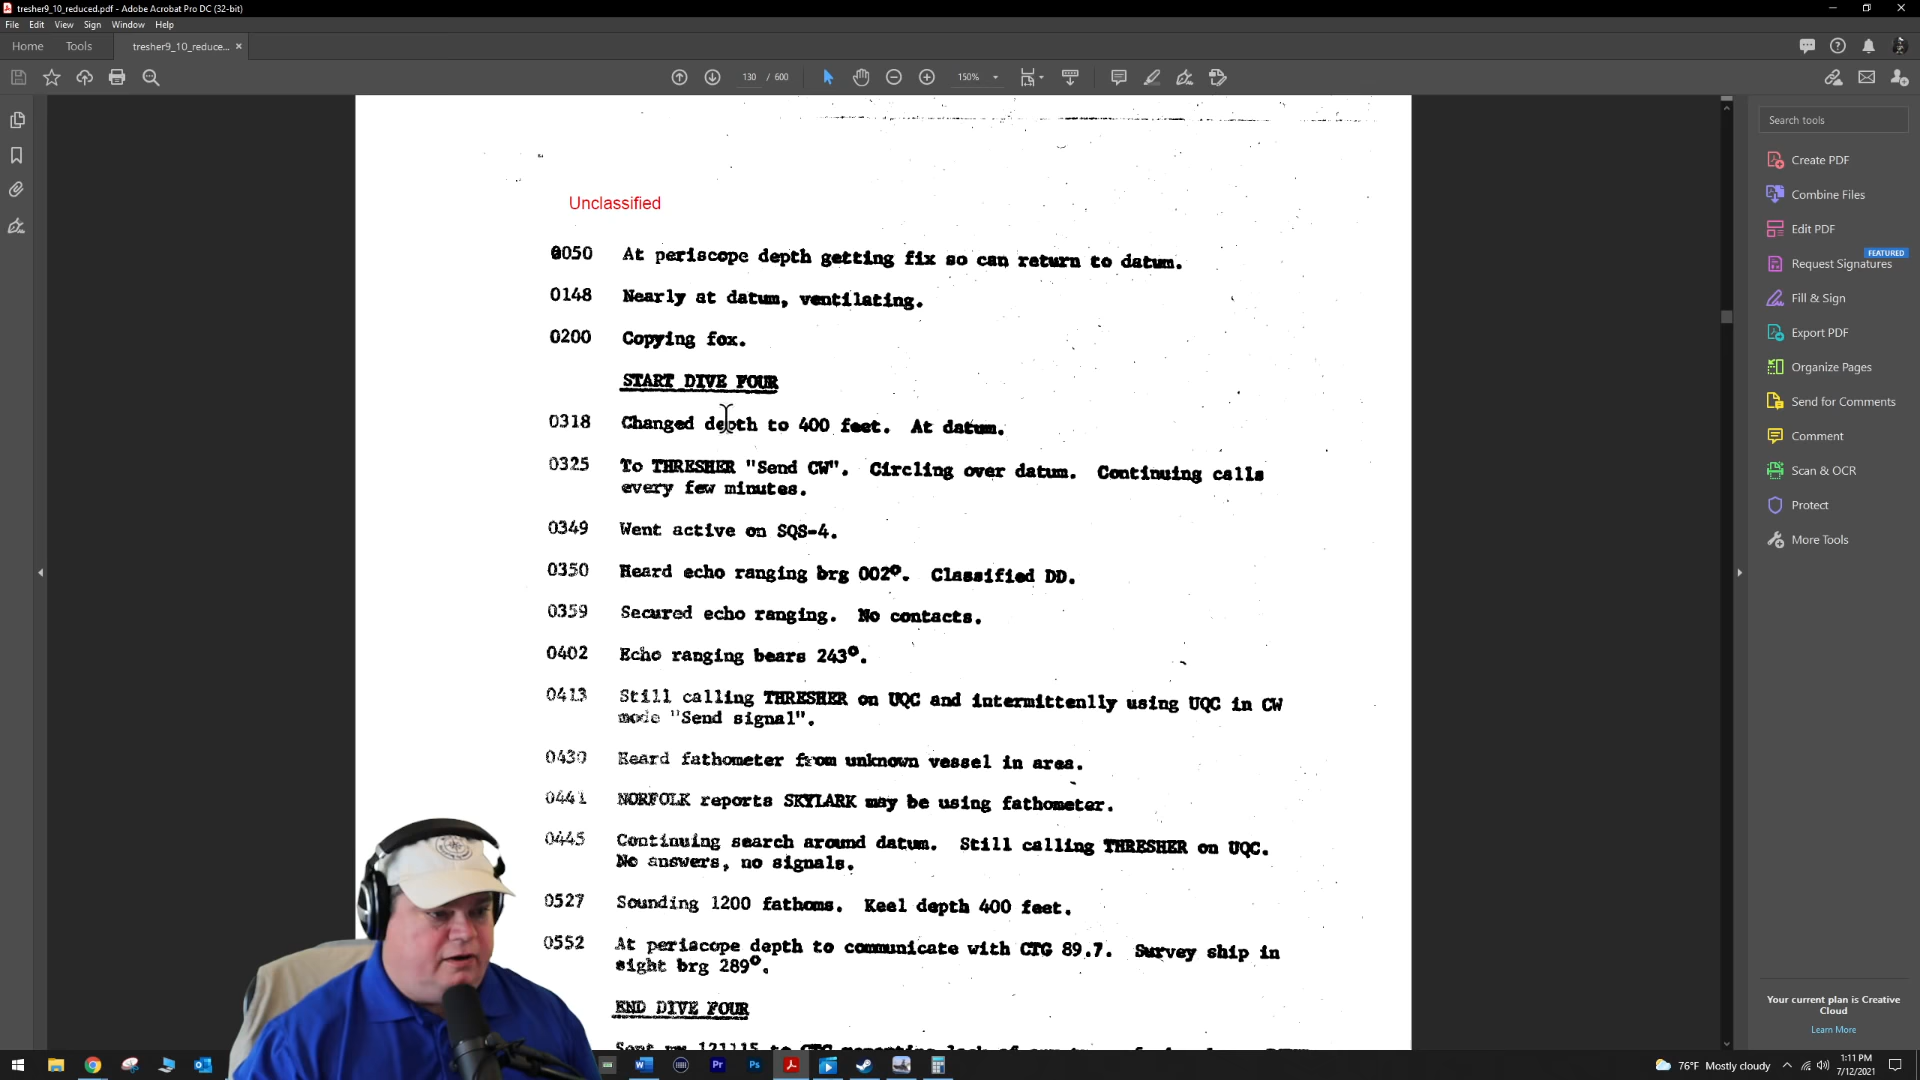 tresher9_10_reduced.pdf - Adobe Acrobat Pro DC (32-bit)
File Edit View Sign Window Help
Home Tools tresher9_10_reduce... ×
130 / 600 150%
Search tools
Create PDF
Combine Files
Edit PDF
FEATURED
Request Signatures
Fill & Sign
Export PDF
Organize Pages
Send for Comments
Comment
Scan & OCR
Protect
More Tools
Your current plan is Creative
Cloud
Learn More
Unclassified
0050 At periscope depth getting fix so can return to datum.
0148 Nearly at datum, ventilating.
0200 Copying fox.
START DIVE FOUR
0318 Changed depth to 400 feet. At datum.
0325 To THRESHER "Send CW". Circling over datum. Continuing calls
every few minutes.
0349 Went active on SQS-4.
0350 Heard echo ranging brg 002°. Classified DD.
0359 Secured echo ranging. No contacts.
0402 Echo ranging bears 243°.
0413 Still calling THRESHER on UQC and intermittenlly using UQC in CW
mode "Send signal".
0430 Heard fathometer from unknown vessel in area.
0441 NORFOLK reports SKYLARK may be using fathometer.
0445 Continuing search around datum. Still calling THRESHER on UQC.
No answers, no signals.
0527 Sounding 1200 fathoms. Keel depth 400 feet.
0552 At periscope depth to communicate with CTG 89.7. Survey ship in
sight brg 289°.
END DIVE FOUR
76°F Mostly cloudy
1:11 PM
7/12/2021